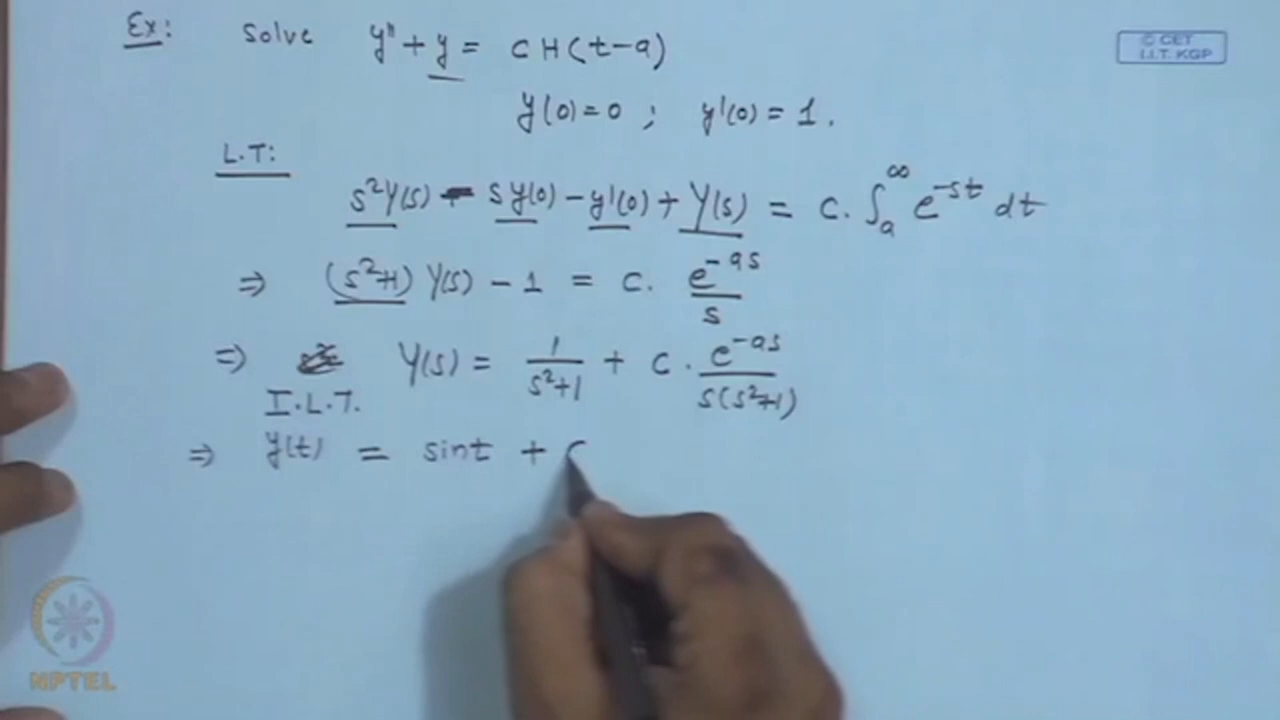 Ex: Solve y" + y = c H(t-a)
© CET
I.I.T. KGP
y(0)=0 ; y'(0) = 1.
L.T:
s²Y(s) - s y(0) - y'(0) + Y(s) = c. ∫ₐ^∞ e^{-st} dt
⇒ (s²+1) Y(s) - 1 = c. e^{-as}/s
⇒ Y(s) = 1/(s²+1) + c . e^{-as}/(s(s²+1))
I.L.T.
⇒ y(t) = sint + c
NPTEL